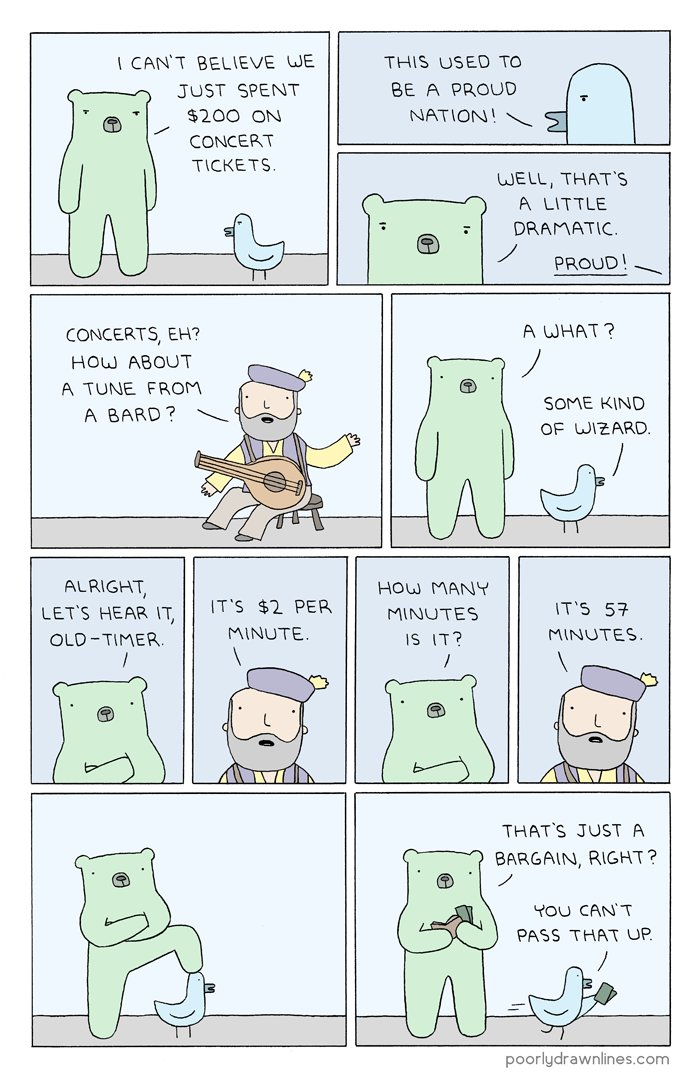 I CAN'T BELIEVE WE
JUST SPENT
$200 ON
CONCERT
TICKETS.
THIS USED TO
BE A PROUD
NATION!
WELL, THAT'S
A LITTLE
DRAMATIC.
PROUD!
CONCERTS, EH?
HOW ABOUT
A TUNE FROM
A BARD?
A WHAT?
SOME KIND
OF WIZARD.
ALRIGHT,
LET'S HEAR IT,
OLD-TIMER.
IT'S $2 PER
MINUTE.
HOW MANY
MINUTES
IS IT?
IT'S 57
MINUTES.
THAT'S JUST A
BARGAIN, RIGHT?
YOU CAN'T
PASS THAT UP.
poorlydrawnlines.com